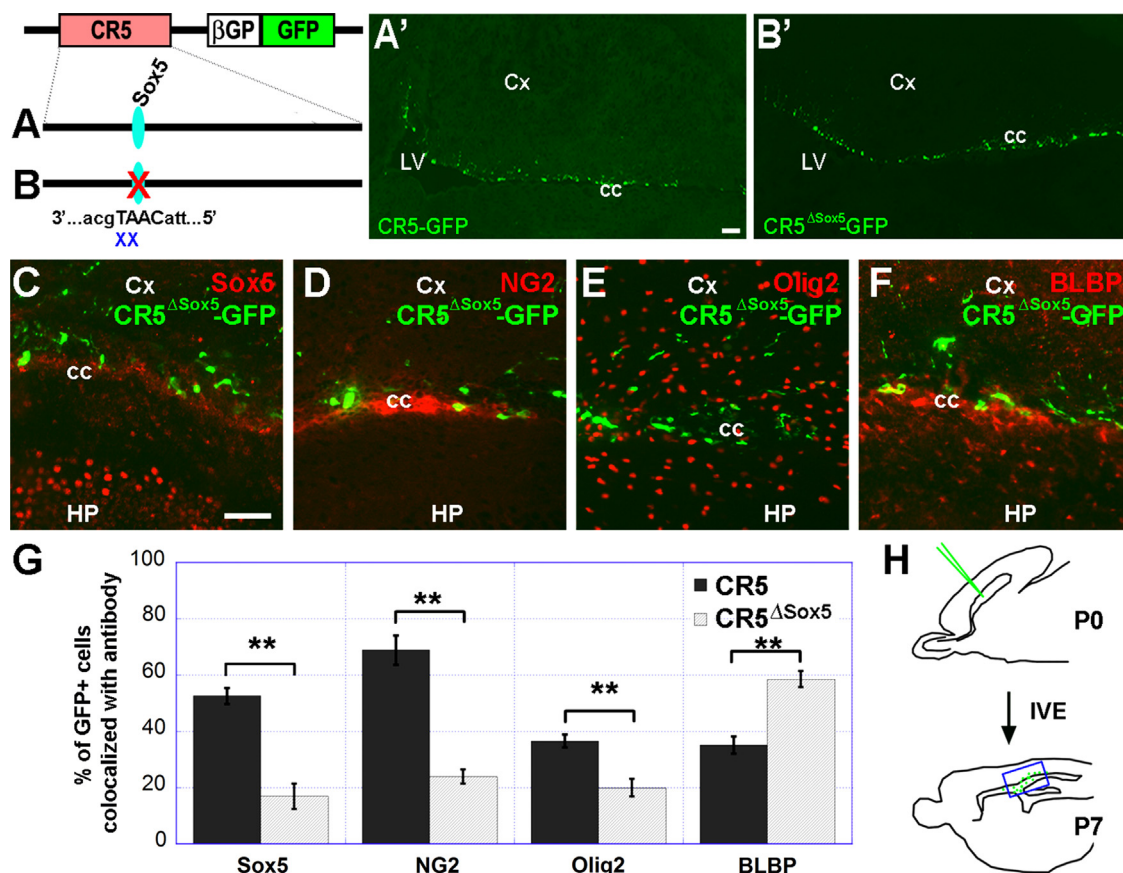 CR5
βGP
GFP
Sox5
A
B
3'...acgTAACatt...5'
XX
A'
Cx
LV
cc
CR5-GFP
B'
Cx
LV
cc
CR5ΔSox5-GFP
C
Cx
Sox5
CR5ΔSox5-GFP
cc
HP
D
Cx
NG2
CR5ΔSox5-GFP
cc
HP
E
Cx
Olig2
CR5ΔSox5-GFP
cc
HP
F
Cx
BLBP
CR5ΔSox5-GFP
cc
HP
G
% of GFP+ cells
colocalized with antibody
100
80
60
40
20
0
**
**
**
**
CR5
CR5ΔSox5
Sox5
NG2
Olig2
BLBP
H
P0
IVE
P7